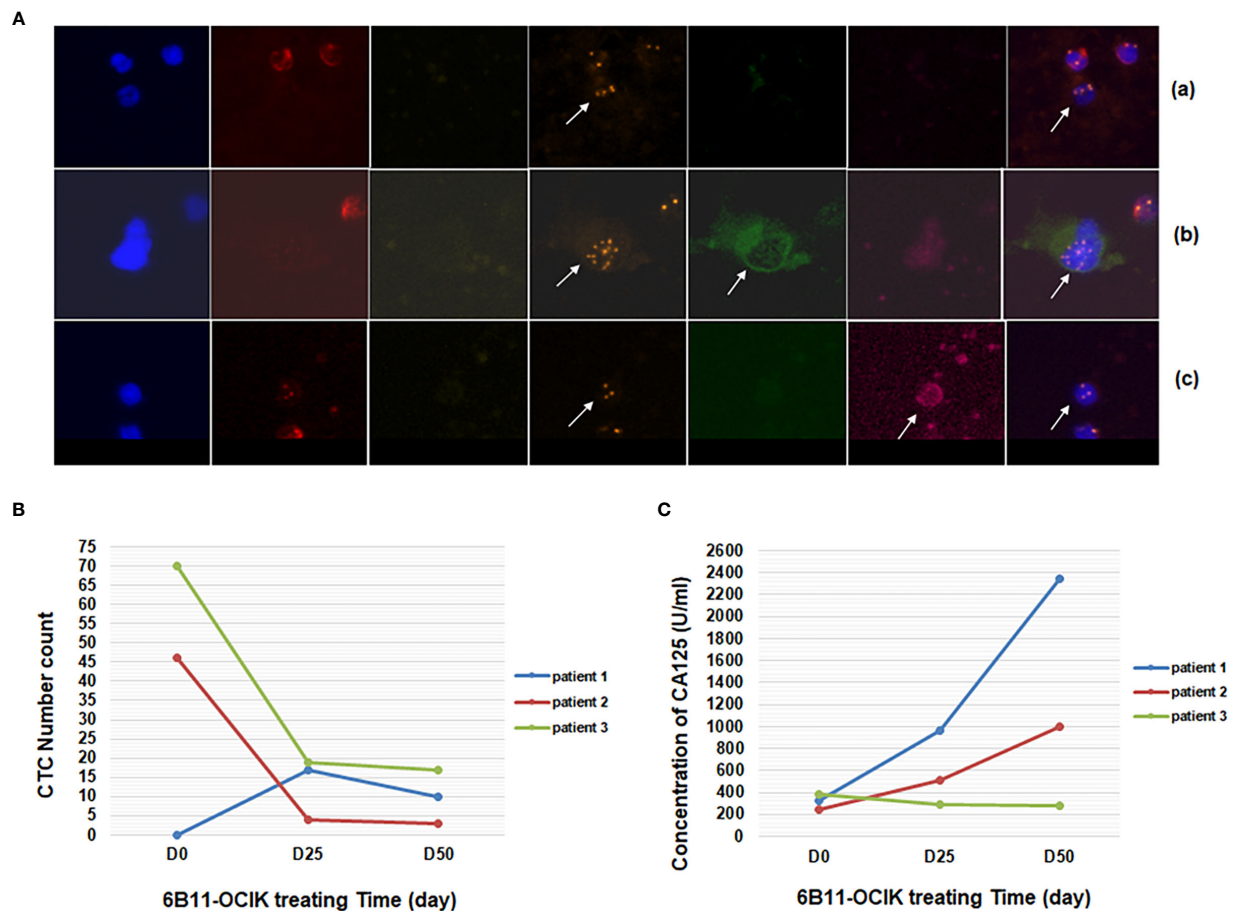 A
(a)
(b)
(c)
B
CTC Number count
75
70
65
60
55
50
45
40
35
30
25
20
15
10
5
0
D0 D25 D50
6B11-OCIK treating Time (day)
patient 1
patient 2
patient 3
C
Concentration of CA125 (U/ml)
2600
2400
2200
2000
1800
1600
1400
1200
1000
800
600
400
200
0
D0 D25 D50
6B11-OCIK treating Time (day)
patient 1
patient 2
patient 3